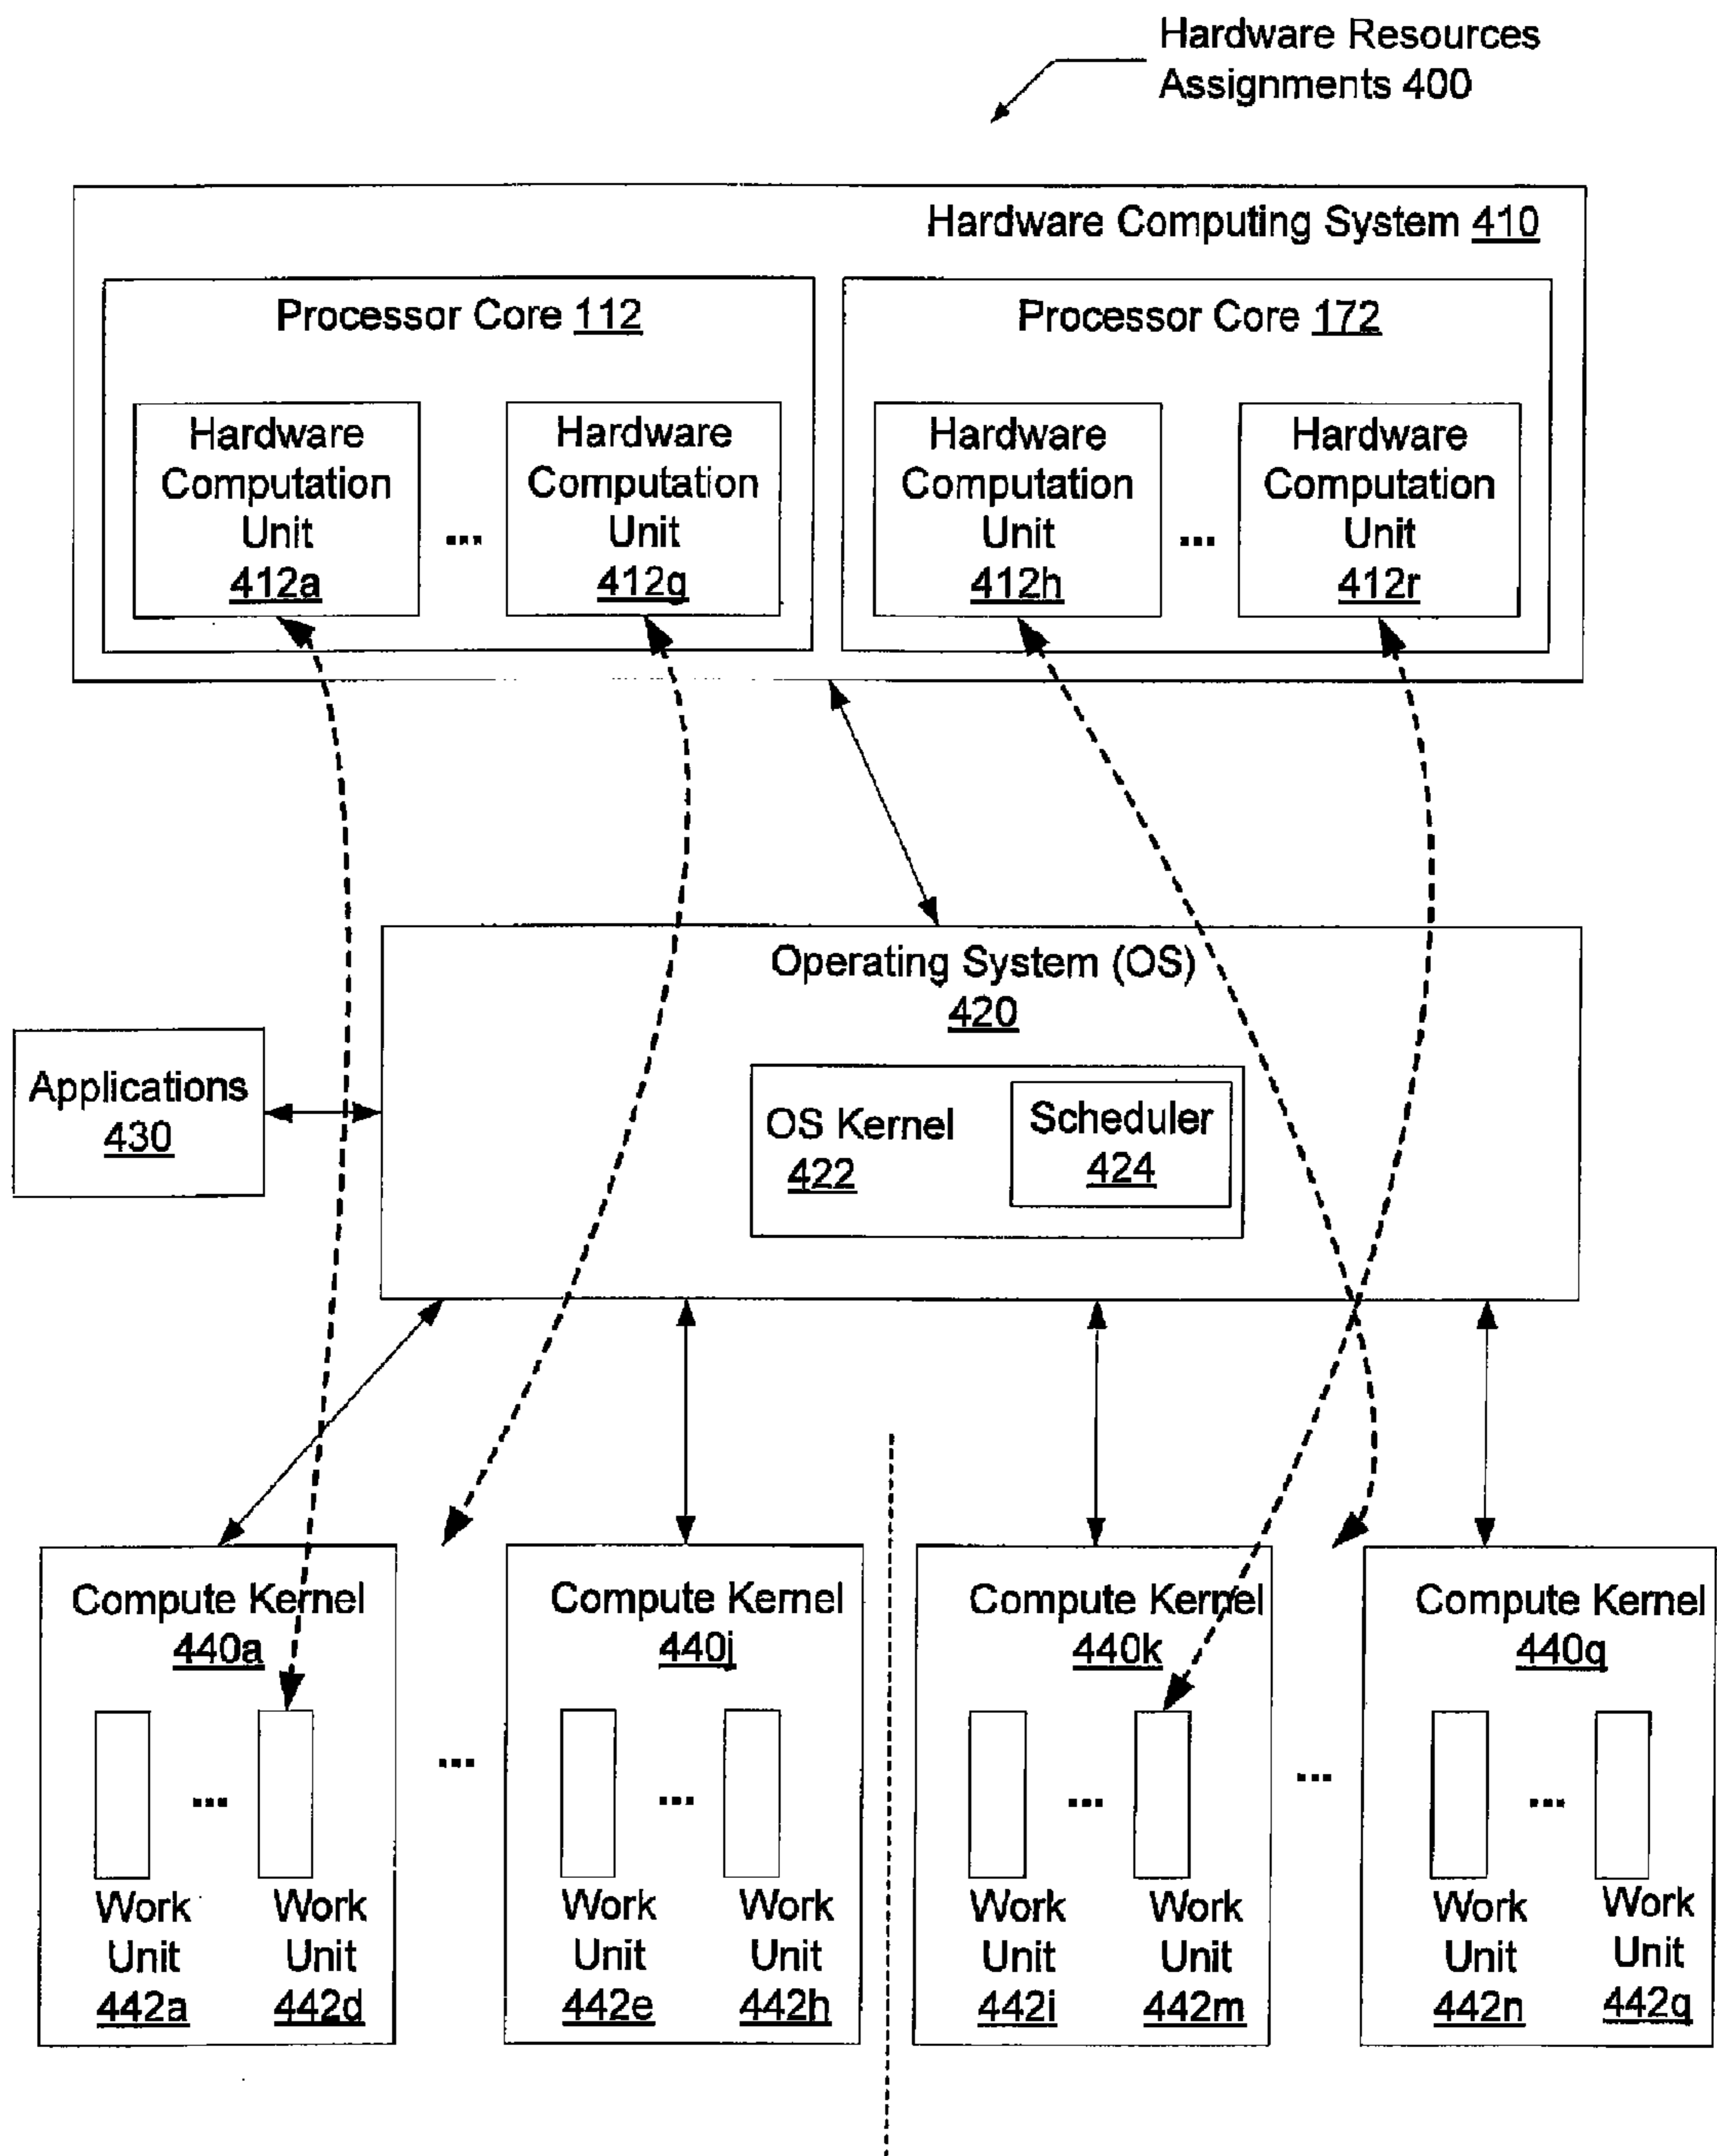 Hardware Resources
Assignments 400
Hardware Computing System 410
Processor Core 112
Processor Core 172
Hardware
Computation
Unit
412a
...
Hardware
Computation
Unit
412g
Hardware
Computation
Unit
412h
...
Hardware
Computation
Unit
412r
Operating System (OS)
420
Applications
430
OS Kernel
422
Scheduler
424
Compute Kernel
440a
...
Work
Unit
442a
Work
Unit
442d
...
Compute Kernel
440j
...
Work
Unit
442e
Work
Unit
442h
Compute Kernel
440k
...
Work
Unit
442i
Work
Unit
442m
...
Compute Kernel
440q
...
Work
Unit
442n
Work
Unit
442q